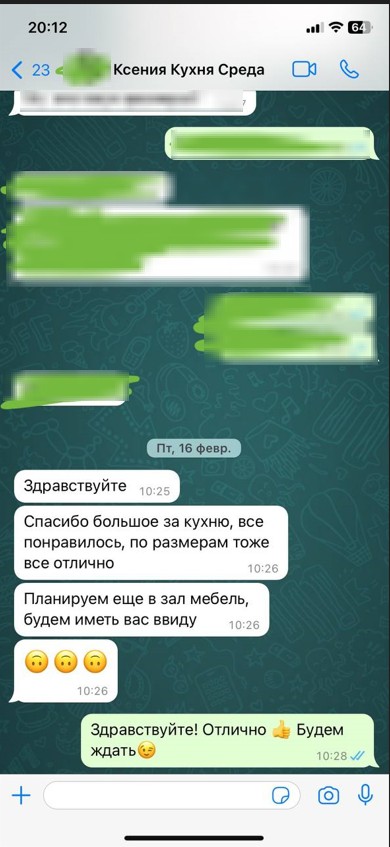 20:12
64
23
Ксения Кухня Среда
Пт, 16 февр.
Здравствуйте
10:25
Спасибо большое за кухню, все
понравилось, по размерам тоже
все отлично
10:26
Планируем еще в зал мебель,
будем иметь вас ввиду
10:26
🙃🙃🙃
10:26
Здравствуйте! Отлично 👍 Будем
ждать😉
10:28